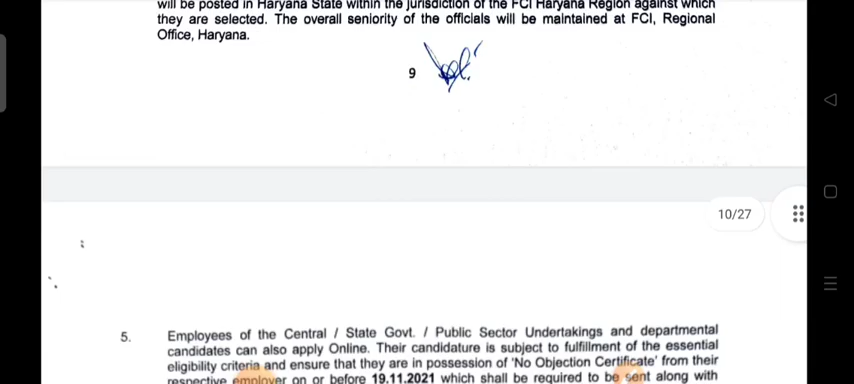 will be posted in Haryana State within the jurisdiction of the FCI Haryana Region against which
they are selected. The overall seniority of the officials will be maintained at FCI, Regional
Office, Haryana.
9
10/27
5. Employees of the Central / State Govt. / Public Sector Undertakings and departmental
candidates can also apply Online. Their candidature is subject to fulfillment of the essential
eligibility criteria and ensure that they are in possession of 'No Objection Certificate' from their
respective employer on or before 19.11.2021 which shall be required to be sent along with